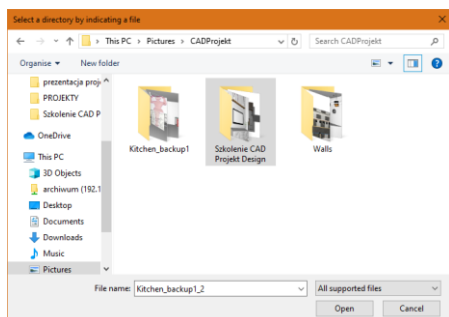 Select a directory by indicating a file
This PC > Pictures > CADProjekt
Search CADProjekt
Organise
New folder
prezentacja proj
PROJEKTY
Szkolenie CAD P
OneDrive
This PC
3D Objects
archiwum (192.1
Desktop
Documents
Downloads
Music
Pictures
Kitchen_backup1
Szkolenie CAD
Projekt Design
Walls
File name: Kitchen_backup1_2
All supported files
Open
Cancel